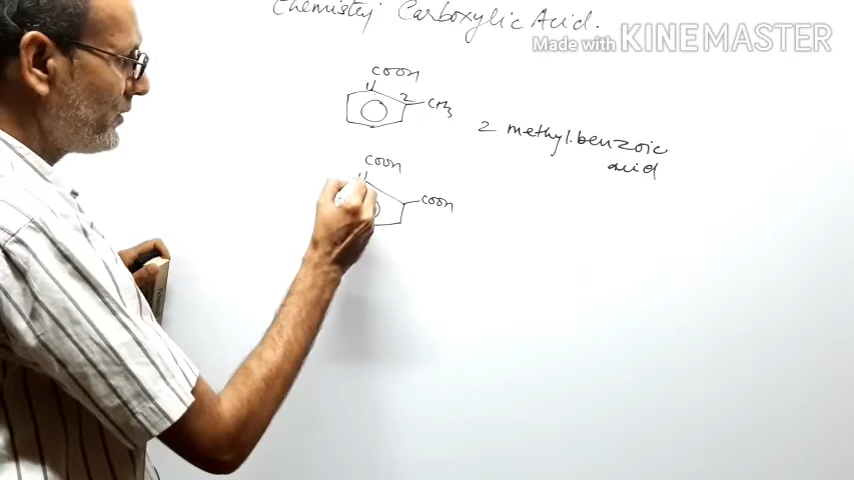 Chemistry Carboxylic Acid.
Made with KINEMASTER
COOH
1
2
CH3
2 methyl.benzoic
acid
COOH
1
COOH